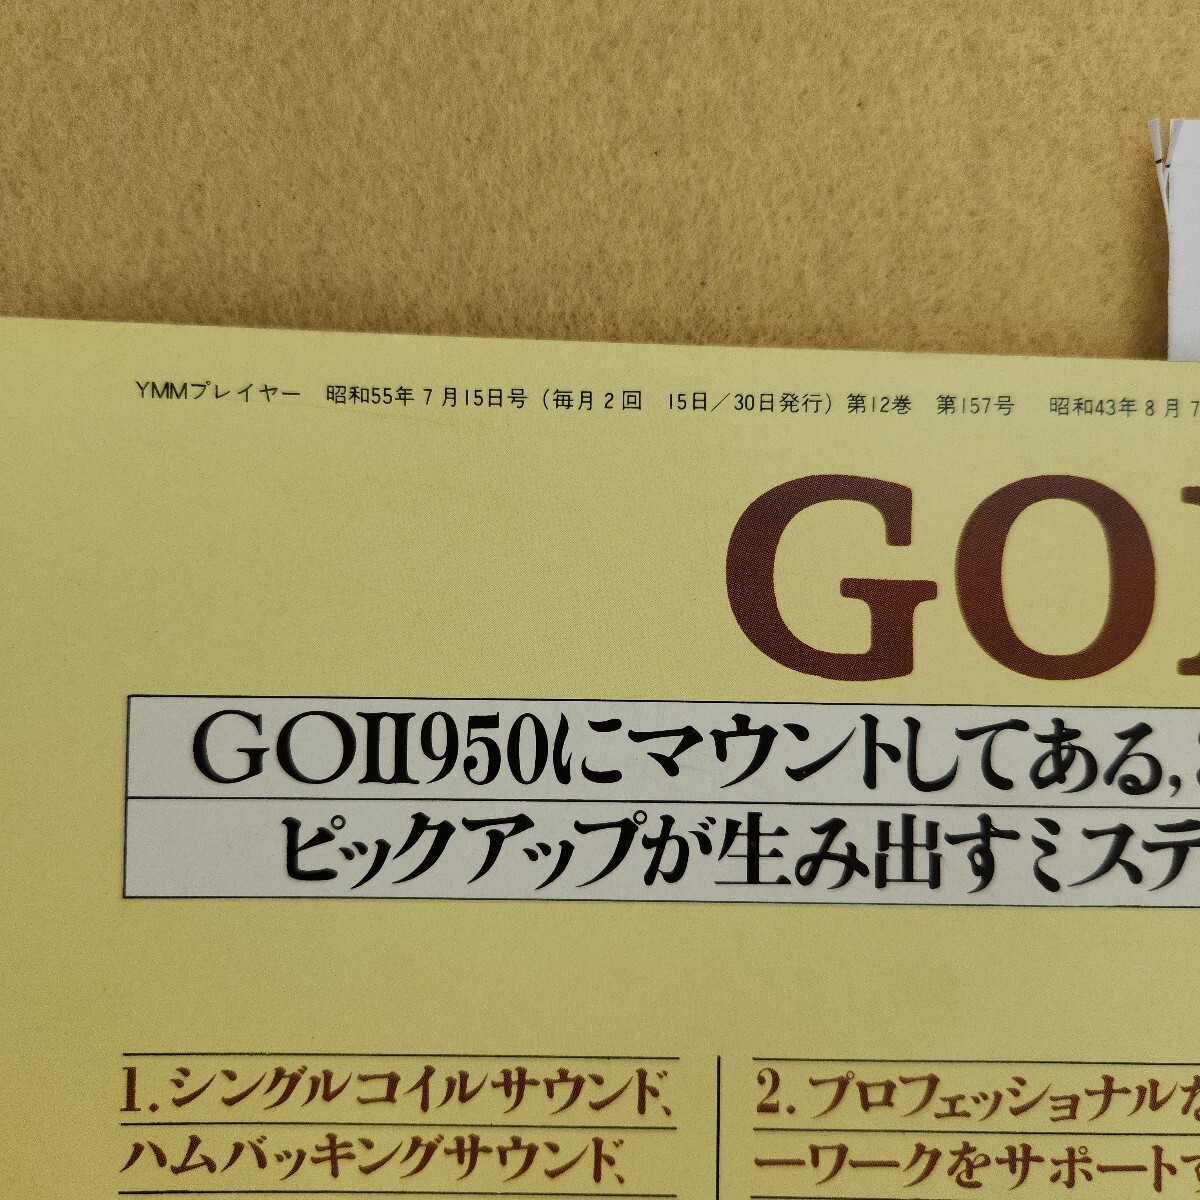 YMMプレイヤー 昭和55年7月15日号(毎月2回 15日/30日発行)第12巻 第157号 昭和43年8月7
GO
GOII950にマウントしてある,
ピックアップが生み出すミステ
1.シングルコイルサウンド、
2.プロフェッショナルな
ハムバッキングサウンド、
ーワークをサポートす